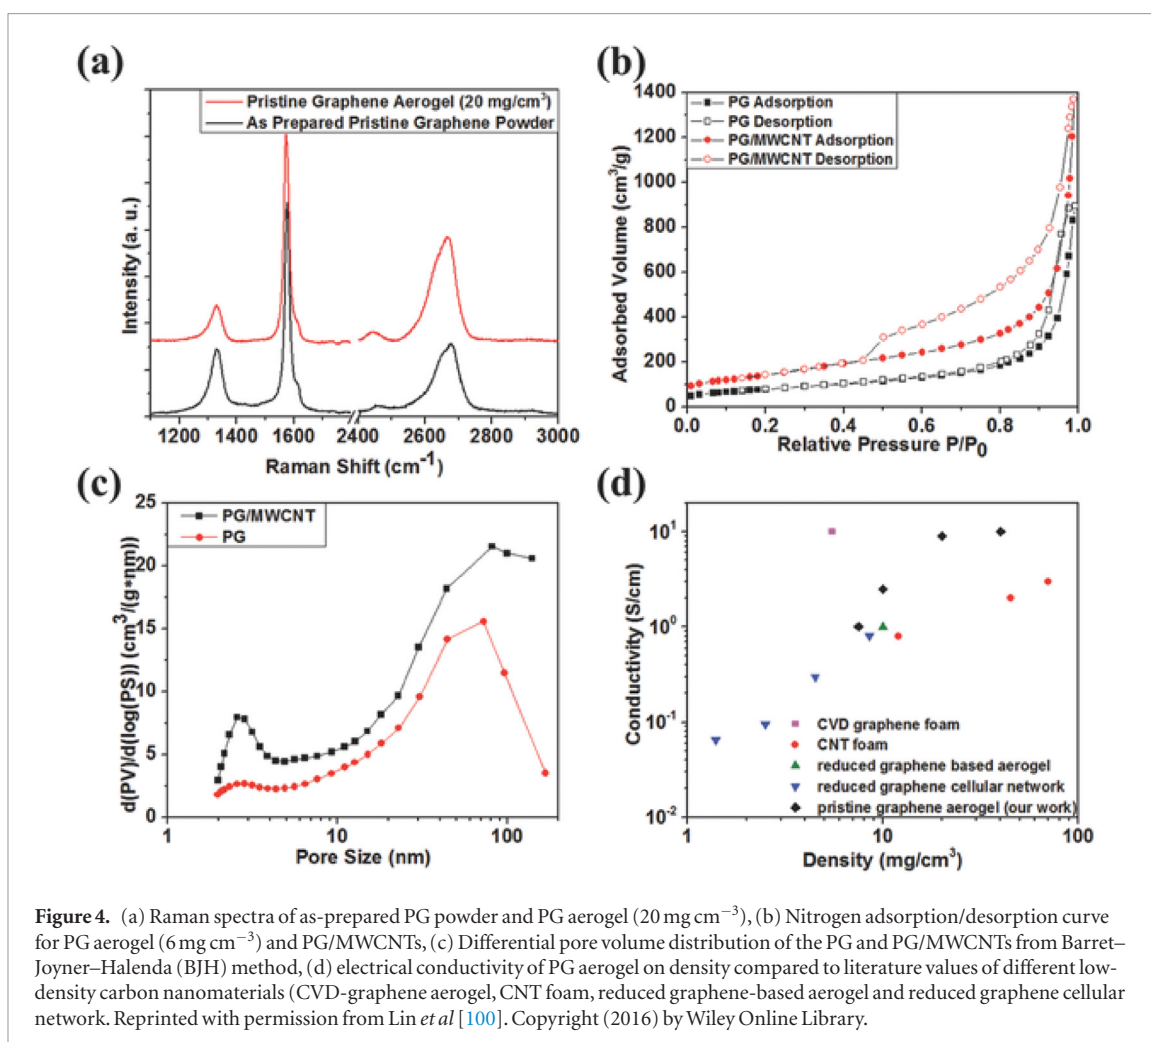 (a)
Pristine Graphene Aerogel (20 mg/cm³)
As Prepared Pristine Graphene Powder
Intensity (a. u.)
1200 1400 1600 2400 2600 2800 3000
Raman Shift (cm⁻¹)
(b)
PG Adsorption
PG Desorption
PG/MWCNT Adsorption
PG/MWCNT Desorption
Adsorbed Volume (cm³/g)
1400
1200
1000
800
600
400
200
0
0.0 0.2 0.4 0.6 0.8 1.0
Relative Pressure P/P₀
(c)
PG/MWCNT
PG
d(PV)/d(log(PS)) (cm³/(g*nm))
25
20
15
10
5
0
1 10 100
Pore Size (nm)
(d)
Conductivity (S/cm)
10¹
10⁰
10⁻¹
10⁻²
CVD graphene foam
CNT foam
reduced graphene based aerogel
reduced graphene cellular network
pristine graphene aerogel (our work)
1 10 100
Density (mg/cm³)
Figure 4. (a) Raman spectra of as-prepared PG powder and PG aerogel (20 mg cm⁻³), (b) Nitrogen adsorption/desorption curve
for PG aerogel (6 mg cm⁻³) and PG/MWCNTs, (c) Differential pore volume distribution of the PG and PG/MWCNTs from Barret–
Joyner–Halenda (BJH) method, (d) electrical conductivity of PG aerogel on density compared to literature values of different low-
density carbon nanomaterials (CVD-graphene aerogel, CNT foam, reduced graphene-based aerogel and reduced graphene cellular
network. Reprinted with permission from Lin et al [100]. Copyright (2016) by Wiley Online Library.